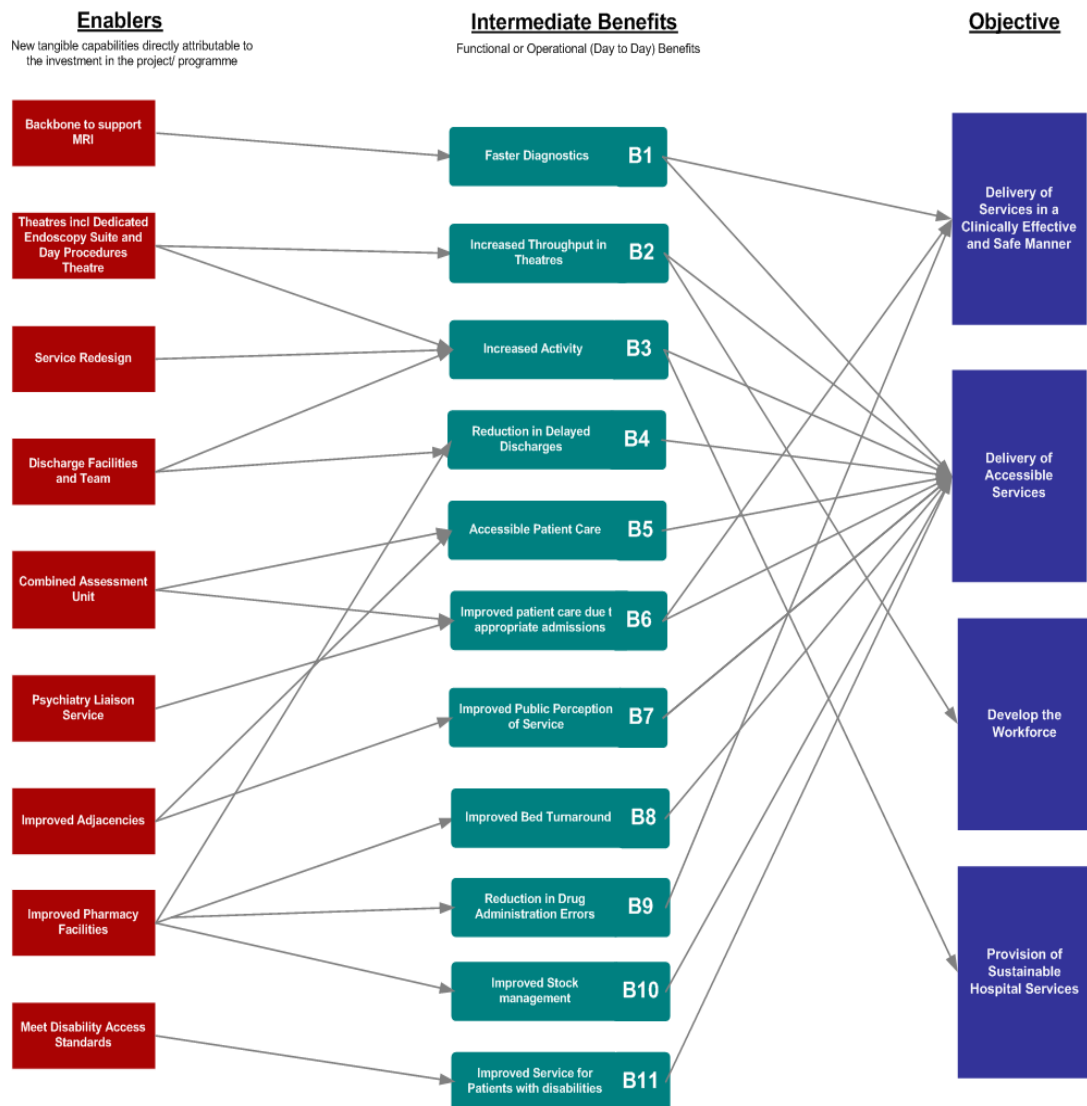 Enablers
New tangible capabilities directly attributable to
the investment in the project/ programme
Backbone to support
MRI
Theatres incl Dedicated
Endoscopy Suite and
Day Procedures
Theatre
Service Redesign
Discharge Facilities
and Team
Combined Assessment
Unit
Psychiatry Liaison
Service
Improved Adjacencies
Improved Pharmacy
Facilities
Meet Disability Access
Standards
Intermediate Benefits
Functional or Operational (Day to Day) Benefits
Faster Diagnostics
B1
Increased Throughput in
Theatres
B2
Increased Activity
B3
Reduction in Delayed
Discharges
B4
Accessible Patient Care
B5
Improved patient care due t
appropriate admissions
B6
Improved Public Perception
of Service
B7
Improved Bed Turnaround
B8
Reduction in Drug
Administration Errors
B9
Improved Stock
management
B10
Improved Service for
Patients with disabilities
B11
Objective
Delivery of
Services in a
Clinically Effective
and Safe Manner
Delivery of
Accessible
Services
Develop the
Workforce
Provision of
Sustainable
Hospital Services